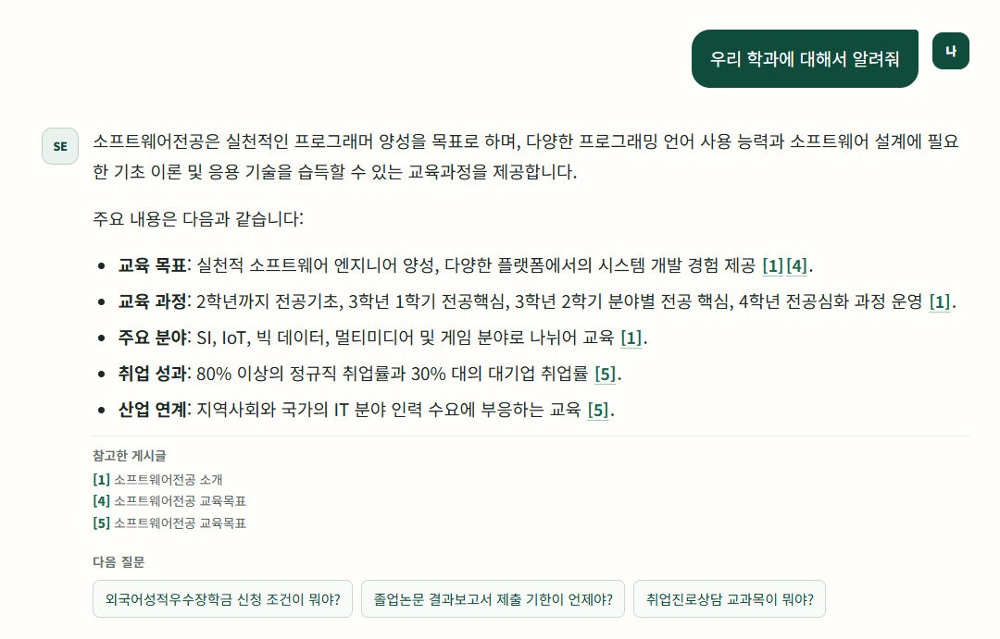 우리 학과에 대해서 알려줘
나
SE
소프트웨어전공은 실천적인 프로그래머 양성을 목표로 하며, 다양한 프로그래밍 언어 사용 능력과 소프트웨어 설계에 필요
한 기초 이론 및 응용 기술을 습득할 수 있는 교육과정을 제공합니다.
주요 내용은 다음과 같습니다:
• 교육 목표: 실천적 소프트웨어 엔지니어 양성, 다양한 플랫폼에서의 시스템 개발 경험 제공 [1][4].
• 교육 과정: 2학년까지 전공기초, 3학년 1학기 전공핵심, 3학년 2학기 분야별 전공 핵심, 4학년 전공심화 과정 운영 [1].
• 주요 분야: SI, IoT, 빅 데이터, 멀티미디어 및 게임 분야로 나뉘어 교육 [1].
• 취업 성과: 80% 이상의 정규직 취업률과 30% 대의 대기업 취업률 [5].
• 산업 연계: 지역사회와 국가의 IT 분야 인력 수요에 부응하는 교육 [5].
참고한 게시글
[1] 소프트웨어전공 소개
[4] 소프트웨어전공 교육목표
[5] 소프트웨어전공 교육목표
다음 질문
외국어성적우수장학금 신청 조건이 뭐야?
졸업논문 결과보고서 제출 기한이 언제야?
취업진로상담 교과목이 뭐야?